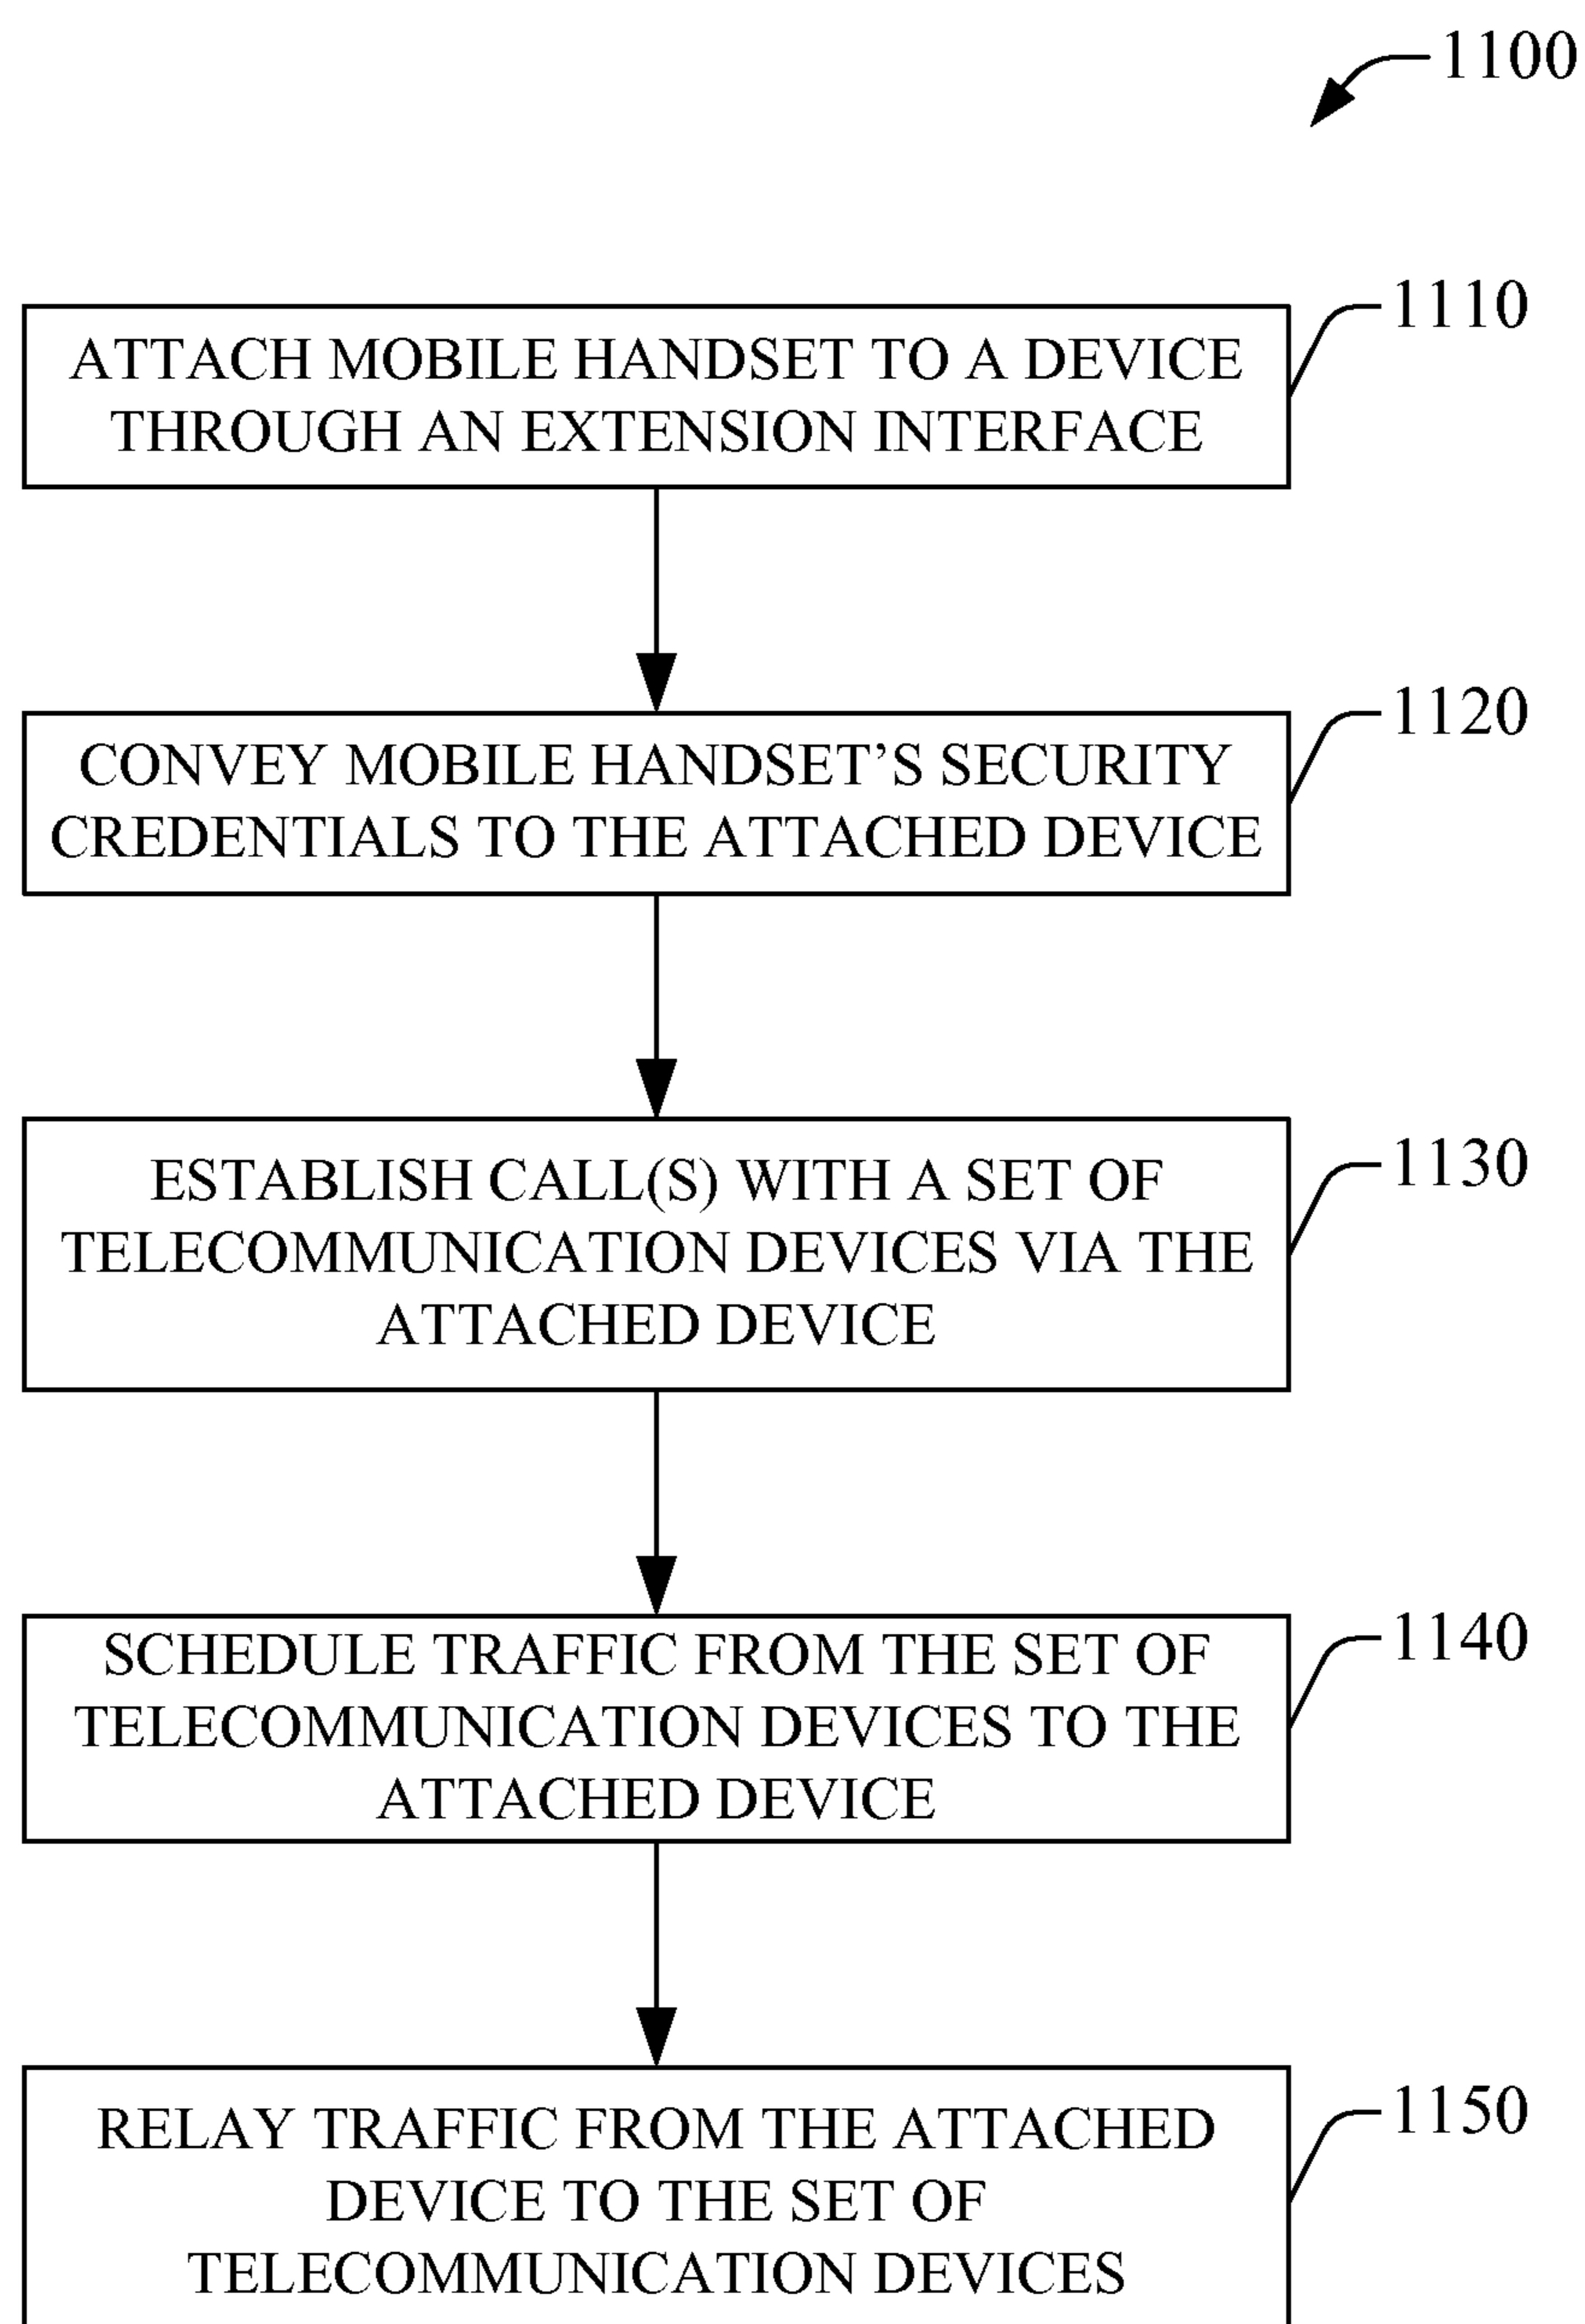 1100
1110
ATTACH MOBILE HANDSET TO A DEVICE
THROUGH AN EXTENSION INTERFACE
1120
CONVEY MOBILE HANDSET’S SECURITY
CREDENTIALS TO THE ATTACHED DEVICE
1130
ESTABLISH CALL(S) WITH A SET OF
TELECOMMUNICATION DEVICES VIA THE
ATTACHED DEVICE
1140
SCHEDULE TRAFFIC FROM THE SET OF
TELECOMMUNICATION DEVICES TO THE
ATTACHED DEVICE
1150
RELAY TRAFFIC FROM THE ATTACHED
DEVICE TO THE SET OF
TELECOMMUNICATION DEVICES